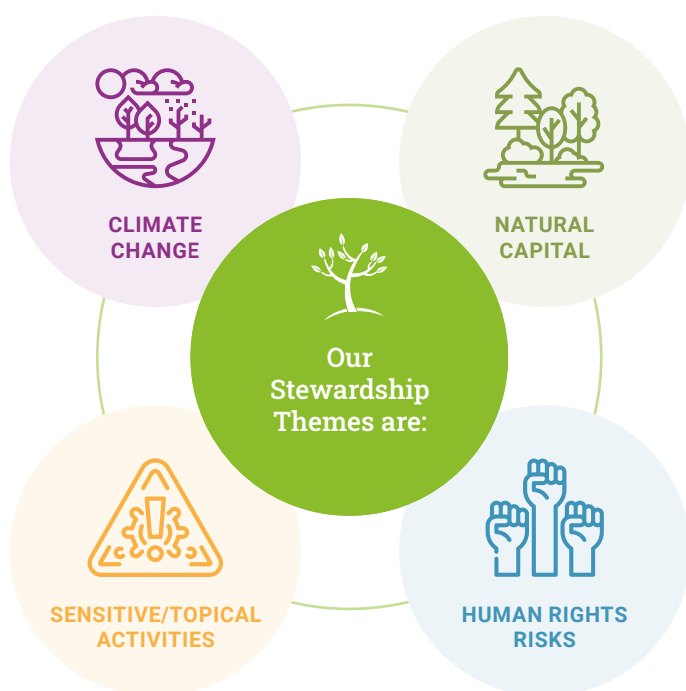 CLIMATE
CHANGE
NATURAL
CAPITAL
Our
Stewardship
Themes are:
SENSITIVE/TOPICAL
ACTIVITIES
HUMAN RIGHTS
RISKS